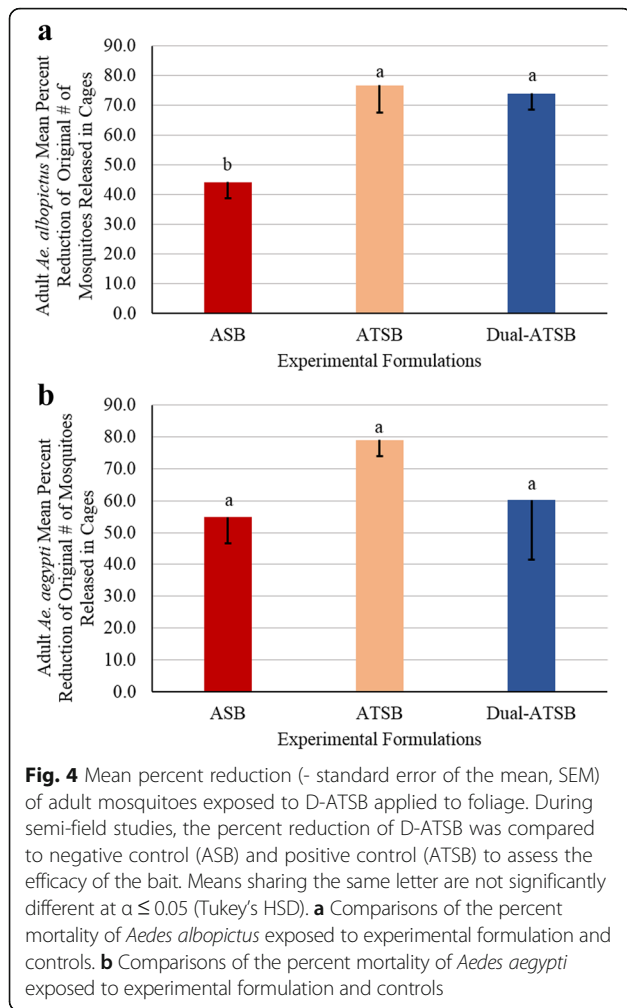 a
Adult Ae. albopictus Mean Percent
Reduction of Original # of
Mosquitoes Released in Cages
90.0
80.0
70.0
60.0
50.0
40.0
30.0
20.0
10.0
0.0
b
a
a
ASB
ATSB
Dual-ATSB
Experimental Formulations
b
Adult Ae. aegypti Mean Percent
Reduction of Original # of Mosquitoes
Released in Cages
90.0
80.0
70.0
60.0
50.0
40.0
30.0
20.0
10.0
0.0
a
a
a
ASB
ATSB
Dual-ATSB
Experimental Formulations
Fig. 4 Mean percent reduction (- standard error of the mean, SEM)
of adult mosquitoes exposed to D-ATSB applied to foliage. During
semi-field studies, the percent reduction of D-ATSB was compared
to negative control (ASB) and positive control (ATSB) to assess the
efficacy of the bait. Means sharing the same letter are not significantly
different at α ≤ 0.05 (Tukey's HSD). a Comparisons of the percent
mortality of Aedes albopictus exposed to experimental formulation and
controls. b Comparisons of the percent mortality of Aedes aegypti
exposed to experimental formulation and controls